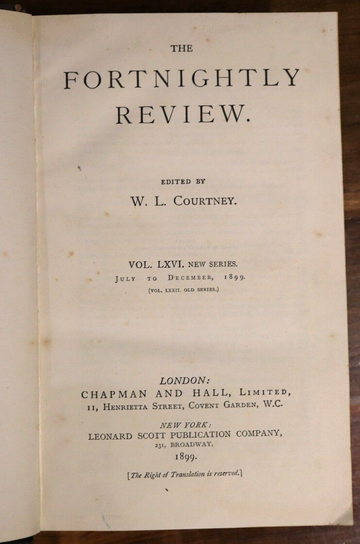 THE
FORTNIGHTLY
REVIEW.
EDITED BY
W. L. COURTNEY.
VOL. LXVI. NEW SERIES.
JULY TO DECEMBER, 1899.
[VOL. LXXII. OLD SERIES.]
LONDON:
CHAPMAN AND HALL, LIMITED,
11, HENRIETTA STREET, COVENT GARDEN, W.C.
NEW YORK:
LEONARD SCOTT PUBLICATION COMPANY,
231, BROADWAY.
1899.
[The Right of Translation is reserved.]